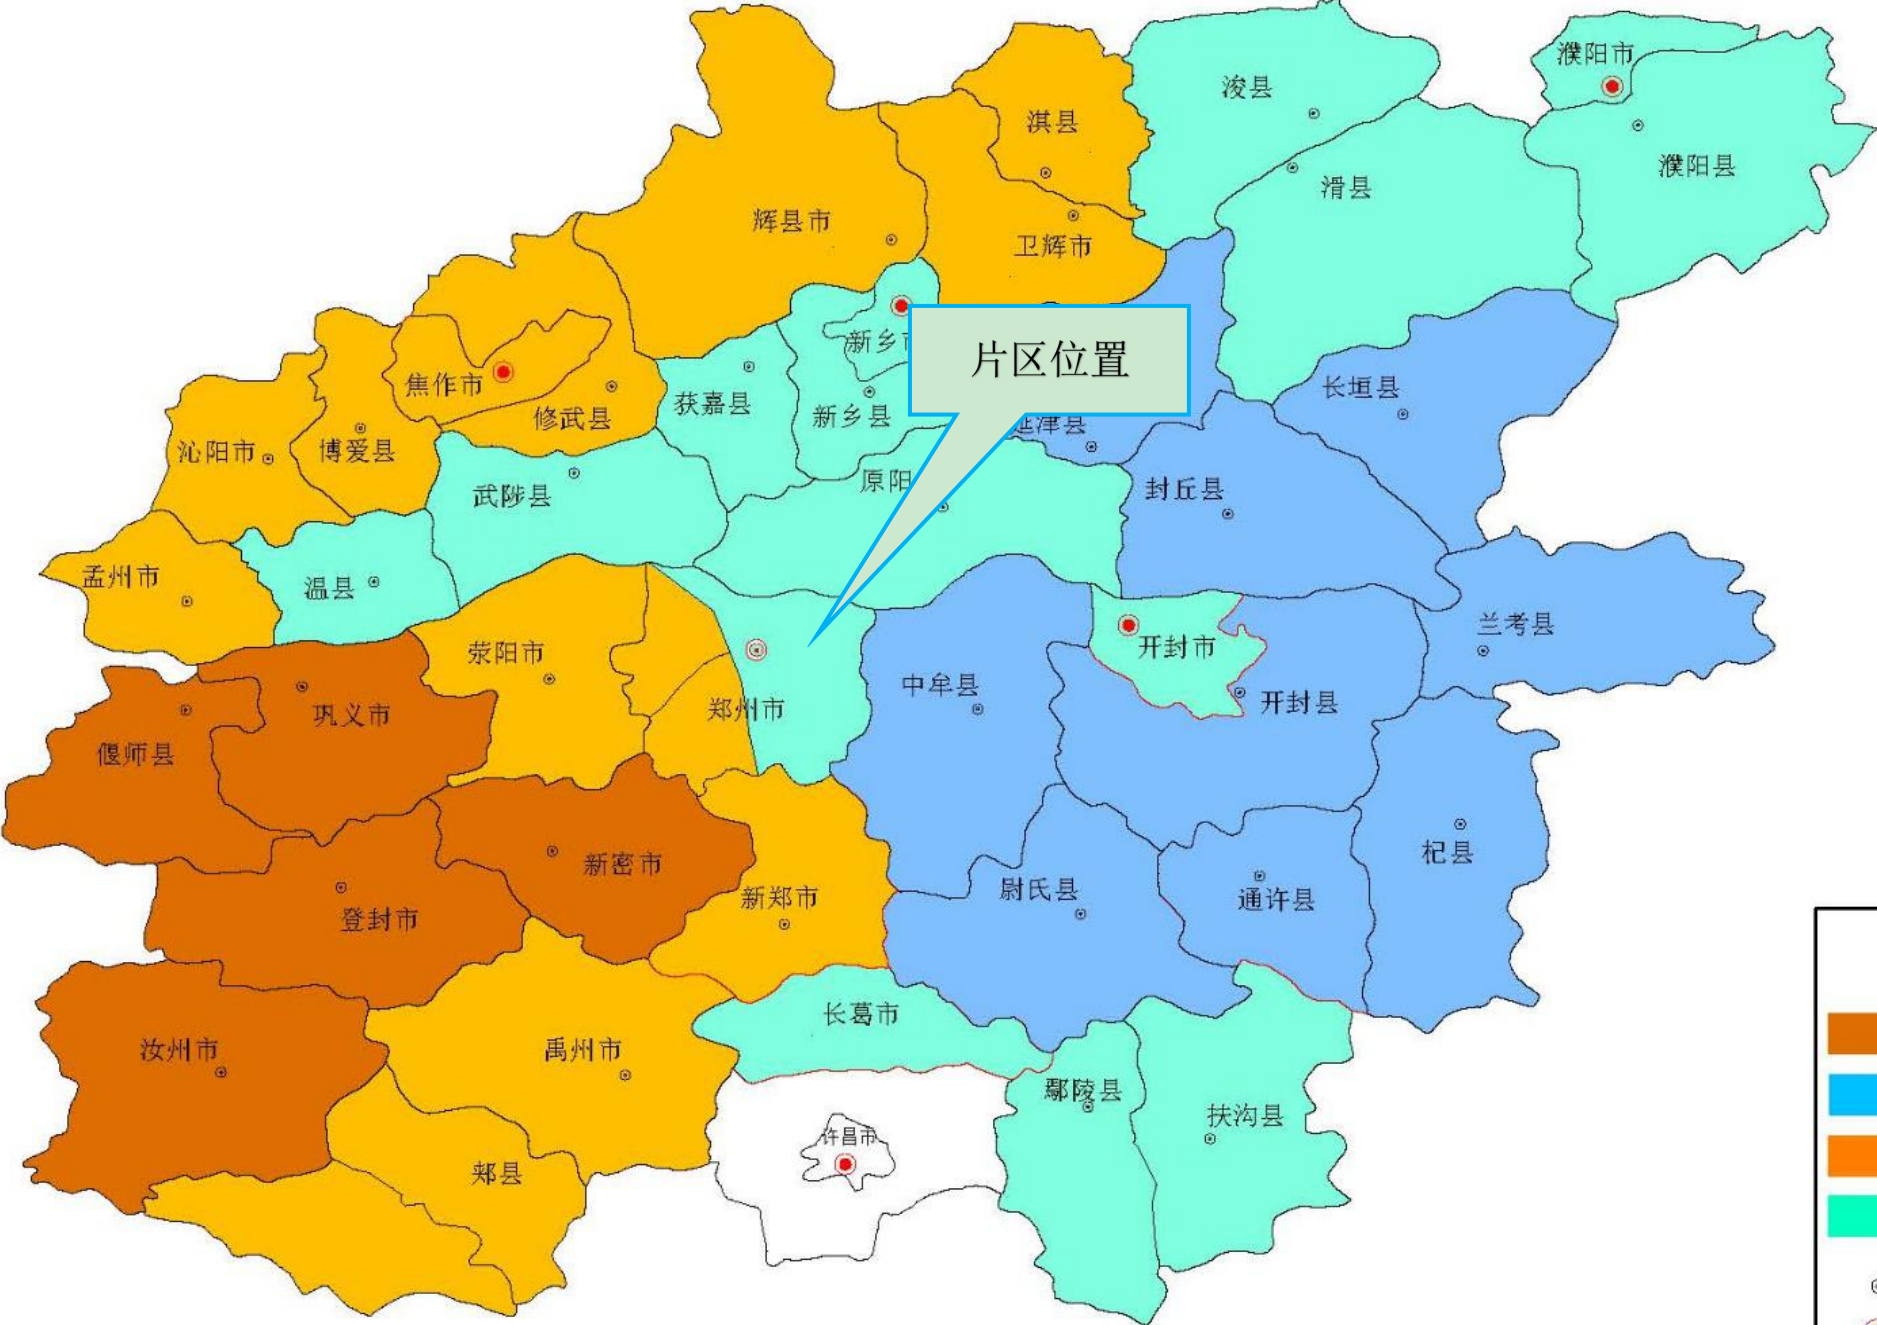 濮阳市
浚县
淇县
濮阳县
滑县
辉县市
卫辉市
新乡市
片区位置
焦作市
长垣县
获嘉县
新乡县
修武县
延津县
沁阳市
博爱县
原阳
武陟县
封丘县
孟州市
温县
兰考县
荥阳市
开封市
中牟县
开封县
郑州市
巩义市
偃师县
杞县
新密市
尉氏县
通许县
新郑市
登封市
长葛市
汝州市
禹州市
鄢陵县
扶沟县
许昌市
郏县